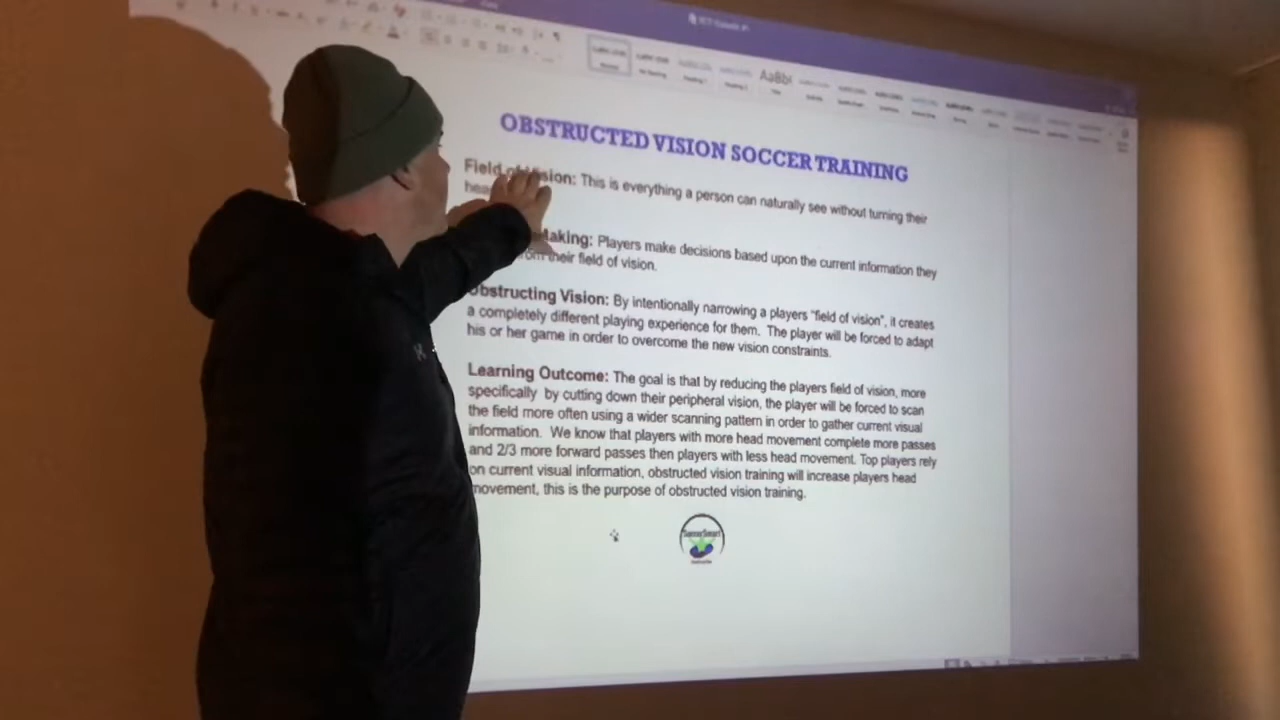 AaBbl
OBSTRUCTED VISION SOCCER TRAINING
Field of Vision: This is everything a person can naturally see without turning their
Making: Players make decisions based upon the current information they
from their field of vision.
Obstructing Vision: By intentionally narrowing a players "field of vision", it creates
a completely different playing experience for them. The player will be forced to adapt
his or her game in order to overcome the new vision constraints.
Learning Outcome: The goal is that by reducing the players field of vision, more
specifically by cutting down their peripheral vision, the player will be forced to scan
the field more often using a wider scanning pattern in order to gather current visual
information. We know that players with more head movement complete more passes
and 2/3 more forward passes then players with less head movement. Top players rely
on current visual information, obstructed vision training will increase players head
movement, this is the purpose of obstructed vision training.
SoccerSmart